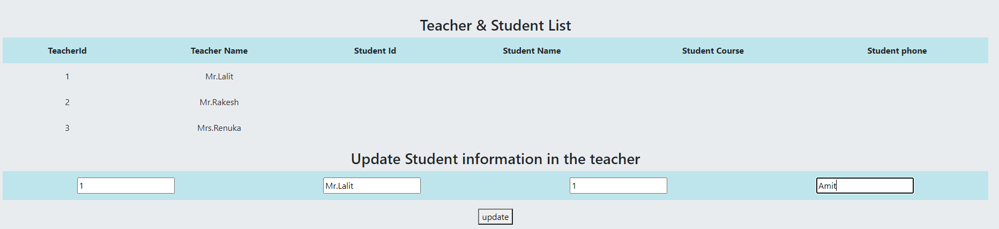 Teacher & Student List
TeacherId Teacher Name Student Id Student Name Student Course Student phone
1 Mr.Lalit
2 Mr.Rakesh
3 Mrs.Renuka
Update Student information in the teacher
1 Mr.Lalit 1 Amit
update